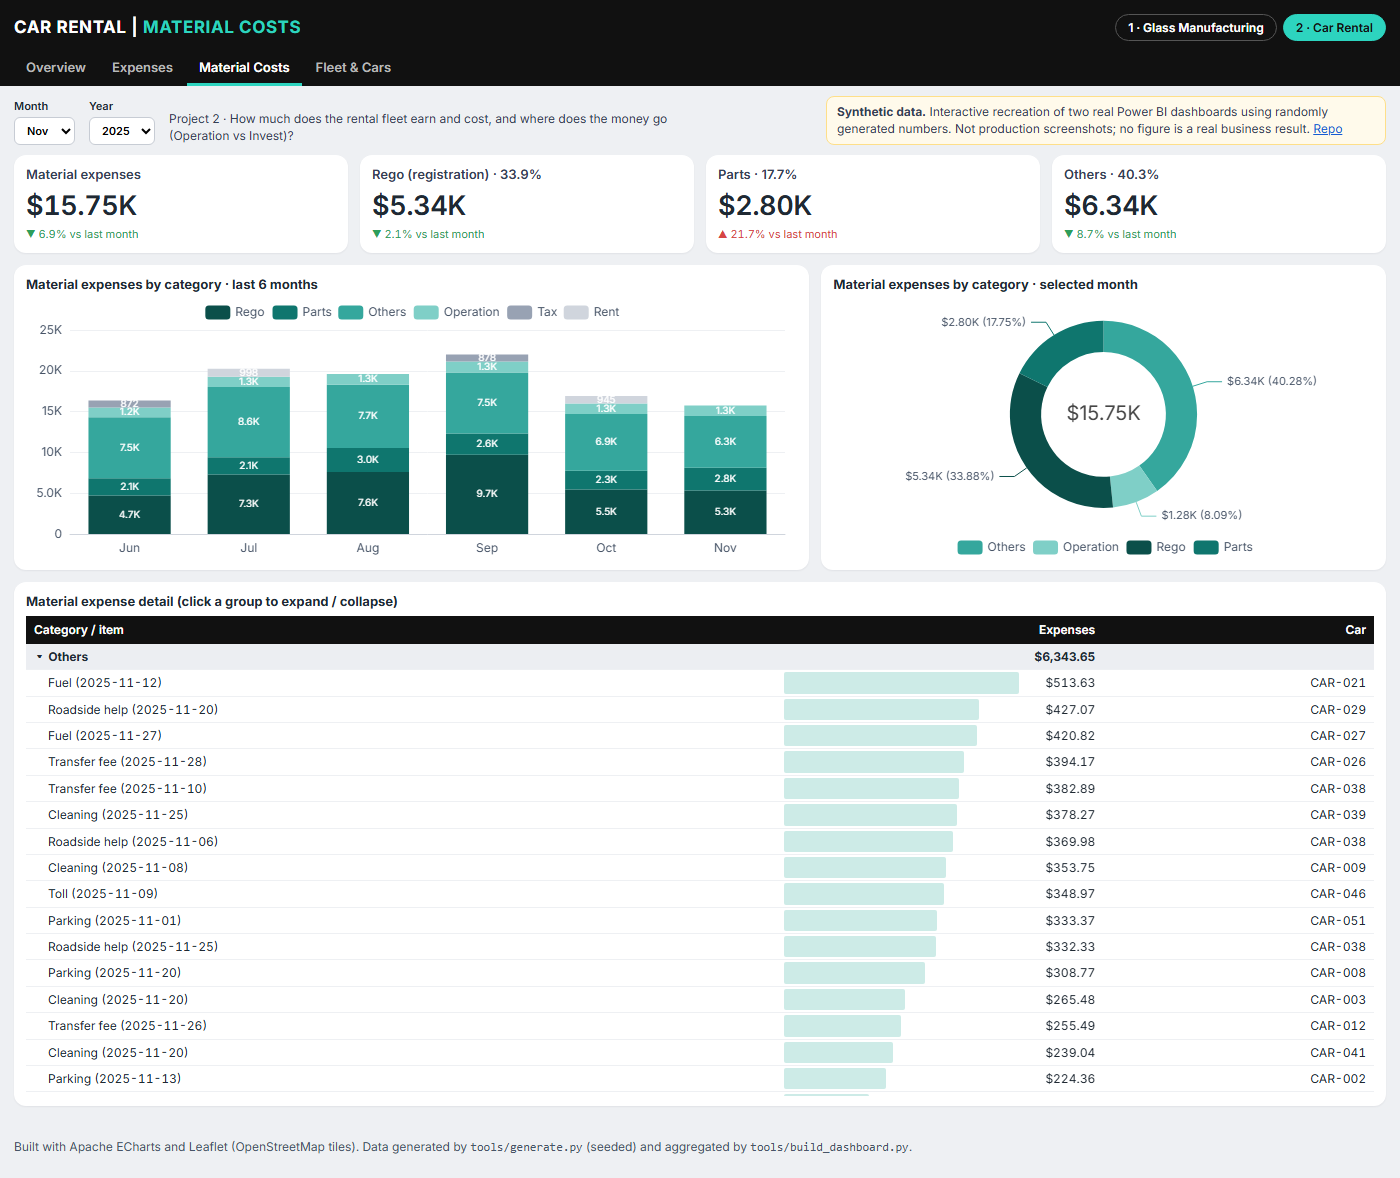 CAR RENTAL | MATERIAL COSTS
1 · Glass Manufacturing
2 · Car Rental
Overview
Expenses
Material Costs
Fleet & Cars
Month
Year
Nov
2025
Project 2 · How much does the rental fleet earn and cost, and where does the money go
(Operation vs Invest)?
Synthetic data. Interactive recreation of two real Power BI dashboards using randomly
generated numbers. Not production screenshots; no figure is a real business result. Repo
Material expenses
$15.75K
▼ 6.9% vs last month
Rego (registration) · 33.9%
$5.34K
▼ 2.1% vs last month
Parts · 17.7%
$2.80K
▲ 21.7% vs last month
Others · 40.3%
$6.34K
▼ 8.7% vs last month
Material expenses by category · last 6 months
Rego Parts Others Operation Tax Rent
25K
20K
15K
10K
5.0K
0
872
1.2K
7.5K
2.1K
4.7K
998
1.3K
8.6K
2.1K
7.3K
1.3K
7.7K
3.0K
7.6K
878
1.3K
7.5K
2.6K
9.7K
945
1.3K
6.9K
2.3K
5.5K
1.3K
6.3K
2.8K
5.3K
Jun Jul Aug Sep Oct Nov
Material expenses by category · selected month
$2.80K (17.75%)
$6.34K (40.28%)
$15.75K
$5.34K (33.88%)
$1.28K (8.09%)
Others Operation Rego Parts
Material expense detail (click a group to expand / collapse)
Category / item Expenses Car
Others $6,343.65
Fuel (2025-11-12) $513.63 CAR-021
Roadside help (2025-11-20) $427.07 CAR-029
Fuel (2025-11-27) $420.82 CAR-027
Transfer fee (2025-11-28) $394.17 CAR-026
Transfer fee (2025-11-10) $382.89 CAR-038
Cleaning (2025-11-25) $378.27 CAR-039
Roadside help (2025-11-06) $369.98 CAR-038
Cleaning (2025-11-08) $353.75 CAR-009
Toll (2025-11-09) $348.97 CAR-046
Parking (2025-11-01) $333.37 CAR-051
Roadside help (2025-11-25) $332.33 CAR-038
Parking (2025-11-20) $308.77 CAR-008
Cleaning (2025-11-20) $265.48 CAR-003
Transfer fee (2025-11-26) $255.49 CAR-012
Cleaning (2025-11-20) $239.04 CAR-041
Parking (2025-11-13) $224.36 CAR-002
Built with Apache ECharts and Leaflet (OpenStreetMap tiles). Data generated by tools/generate.py (seeded) and aggregated by tools/build_dashboard.py.